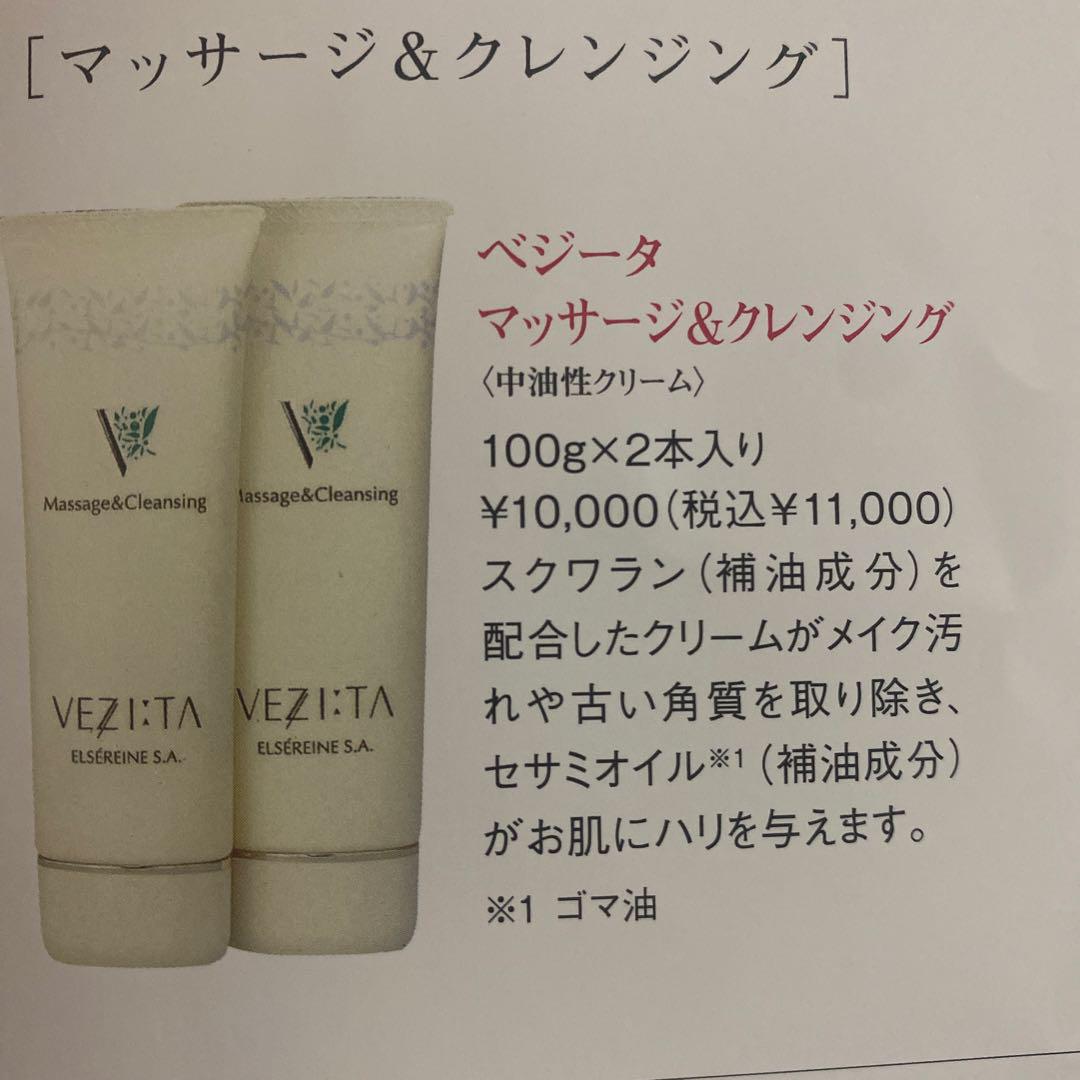 [マッサージ&クレンジング]
ベジータ
マッサージ&クレンジング
〈中油性クリーム〉
100g×2本入り
¥10,000(税込¥11,000)
スクワラン(補油成分)を
配合したクリームがメイク汚
れや古い角質を取り除き、
セサミオイル※1(補油成分)
がお肌にハリを与えます。
※1 ゴマ油
Massage&Cleansing
VEZI:TA
ELSÉREINE S.A.
assage&Cleansing
VEZI:TA
ELSÉREINE S.A.